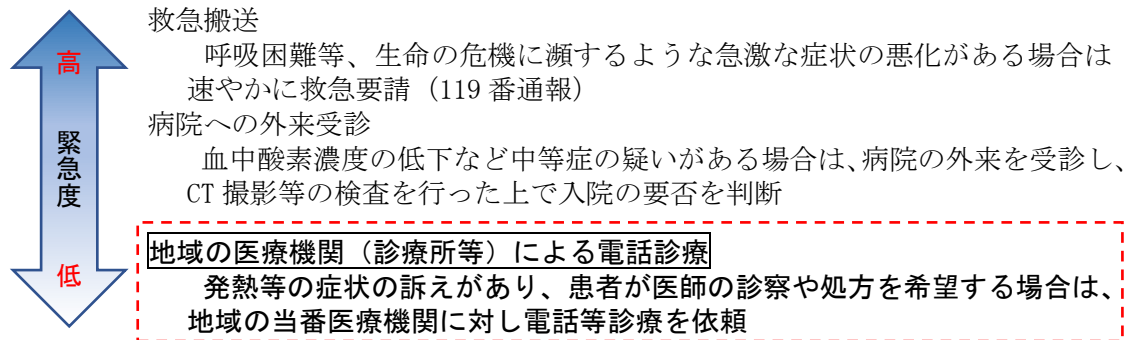 高
緊急度
低
救急搬送
呼吸困難等、生命の危機に瀕するような急激な症状の悪化がある場合は
速やかに救急要請（119番通報）
病院への外来受診
血中酸素濃度の低下など中等症の疑いがある場合は、病院の外来を受診し、
CT撮影等の検査を行った上で入院の要否を判断
地域の医療機関（診療所等）による電話診療
発熱等の症状の訴えがあり、患者が医師の診察や処方を希望する場合は、
地域の当番医療機関に対し電話等診療を依頼